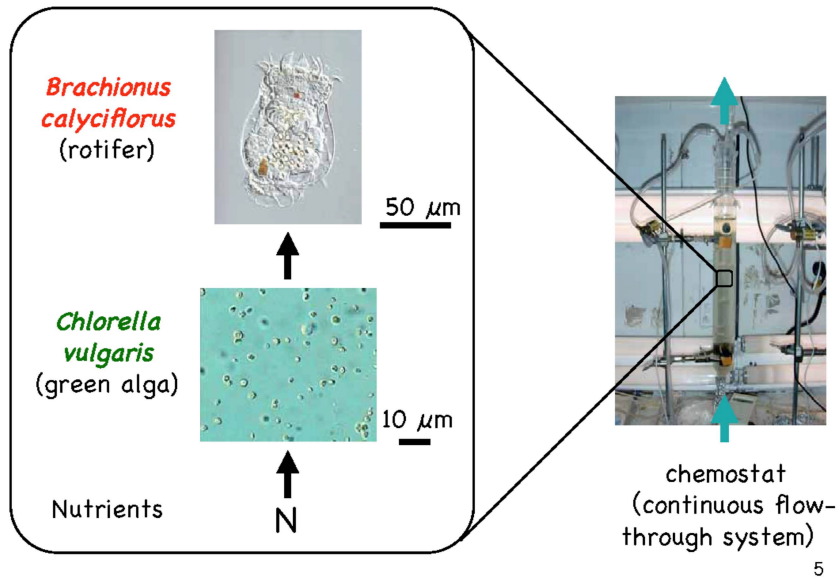 Brachionus
calyciflorus
(rotifer)
50 μm
Chlorella
vulgaris
(green alga)
10 μm
Nutrients
N
chemostat
(continuous flow-
through system)
5